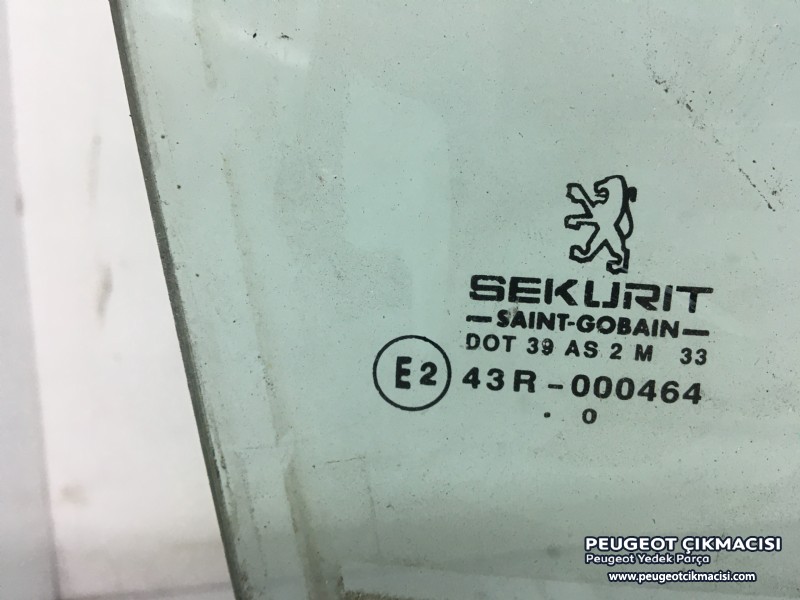 SEKURIT
SAINT-GOBAIN
DOT 39 AS 2 M 33
E2 43R-000464
. 0
PEUGEOT ÇIKMACISI
Peugeot Yedek Parça
www.peugeotcikmacisi.com